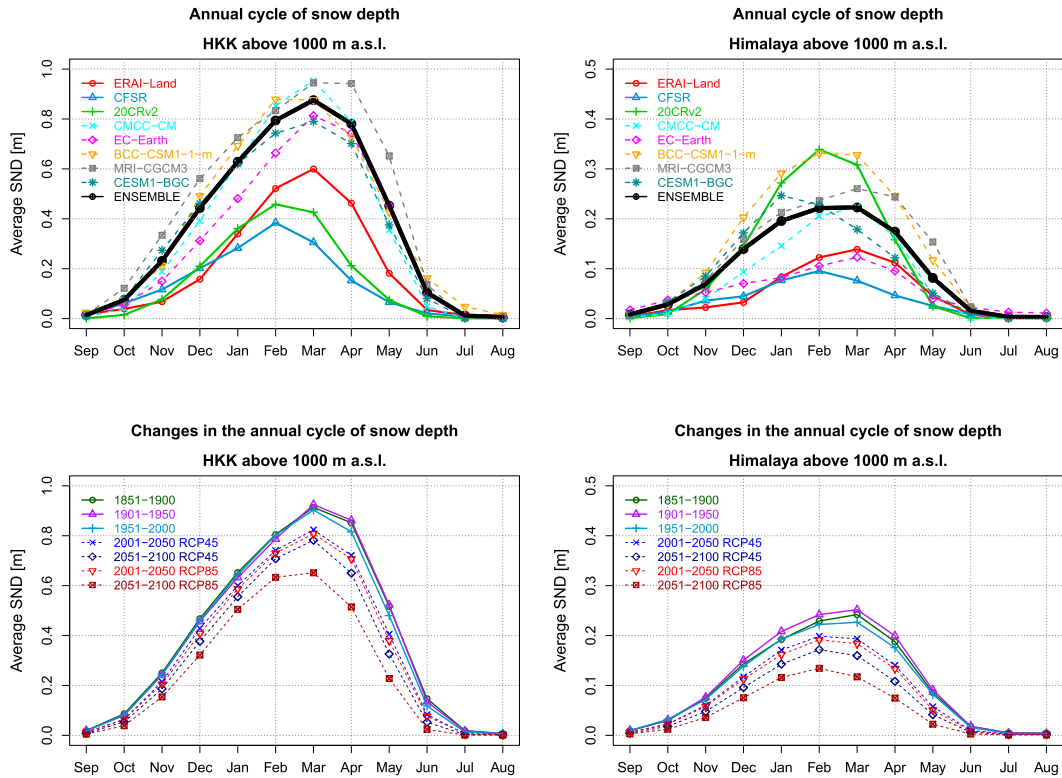 Annual cycle of snow depth
HKK above 1000 m a.s.l.
Average SND [m]
1.0
0.8
0.6
0.4
0.2
0.0
ERAI−Land
CFSR
20CRv2
CMCC−CM
EC−Earth
BCC−CSM1−1−m
MRI−CGCM3
CESM1−BGC
ENSEMBLE
Sep Oct Nov Dec Jan Feb Mar Apr May Jun Jul Aug
Annual cycle of snow depth
Himalaya above 1000 m a.s.l.
Average SND [m]
0.5
0.4
0.3
0.2
0.1
0.0
ERAI−Land
CFSR
20CRv2
CMCC−CM
EC−Earth
BCC−CSM1−1−m
MRI−CGCM3
CESM1−BGC
ENSEMBLE
Sep Oct Nov Dec Jan Feb Mar Apr May Jun Jul Aug
Changes in the annual cycle of snow depth
HKK above 1000 m a.s.l.
Average SND [m]
1.0
0.8
0.6
0.4
0.2
0.0
1851−1900
1901−1950
1951−2000
2001−2050 RCP45
2051−2100 RCP45
2001−2050 RCP85
2051−2100 RCP85
Sep Oct Nov Dec Jan Feb Mar Apr May Jun Jul Aug
Changes in the annual cycle of snow depth
Himalaya above 1000 m a.s.l.
Average SND [m]
0.5
0.4
0.3
0.2
0.1
0.0
1851−1900
1901−1950
1951−2000
2001−2050 RCP45
2051−2100 RCP45
2001−2050 RCP85
2051−2100 RCP85
Sep Oct Nov Dec Jan Feb Mar Apr May Jun Jul Aug